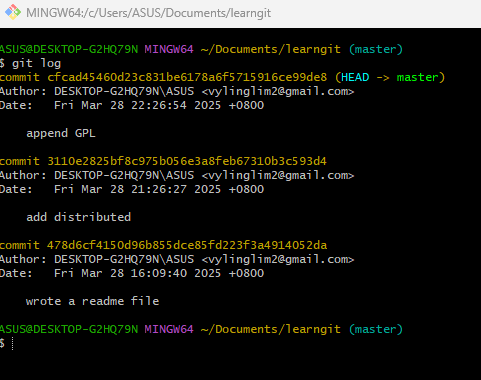 MINGW64:/c/Users/ASUS/Documents/learngit
ASUS@DESKTOP-G2HQ79N MINGW64 ~/Documents/learngit (master)
$ git log
commit cfcad45460d23c831be6178a6f5715916ce99de8 (HEAD -> master)
Author: DESKTOP-G2HQ79N\ASUS <vylinglim2@gmail.com>
Date:   Fri Mar 28 22:26:54 2025 +0800
append GPL
commit 3110e2825bf8c975b056e3a8feb67310b3c593d4
Author: DESKTOP-G2HQ79N\ASUS <vylinglim2@gmail.com>
Date:   Fri Mar 28 21:26:27 2025 +0800
add distributed
commit 478d6cf4150d96b855dce85fd223f3a4914052da
Author: DESKTOP-G2HQ79N\ASUS <vylinglim2@gmail.com>
Date:   Fri Mar 28 16:09:40 2025 +0800
wrote a readme file
ASUS@DESKTOP-G2HQ79N MINGW64 ~/Documents/learngit (master)
$